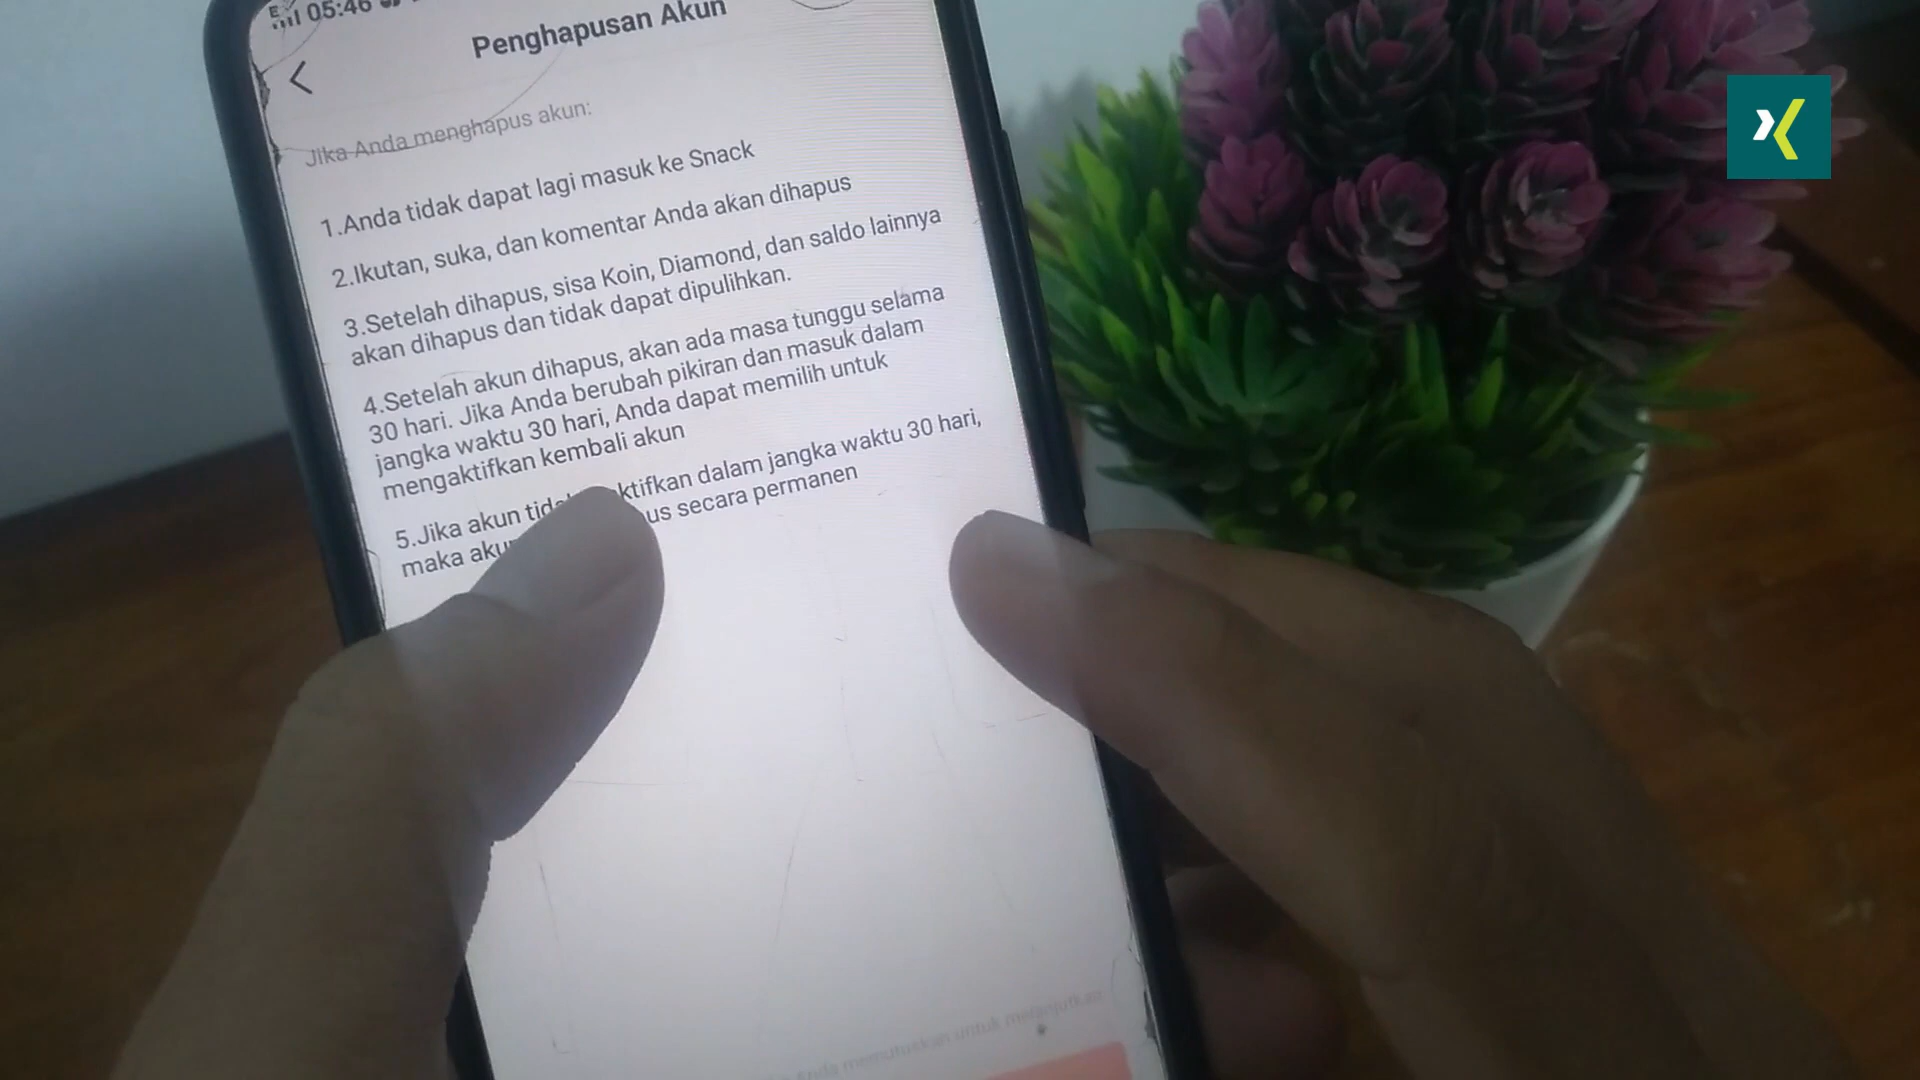 05:46
Penghapusan Akun
Jika Anda menghapus akun:
1.Anda tidak dapat lagi masuk ke Snack
2.Ikutan, suka, dan komentar Anda akan dihapus
3.Setelah dihapus, sisa Koin, Diamond, dan saldo lainnya
akan dihapus dan tidak dapat dipulihkan.
4.Setelah akun dihapus, akan ada masa tunggu selama
30 hari. Jika Anda berubah pikiran dan masuk dalam
jangka waktu 30 hari, Anda dapat memilih untuk
mengaktifkan kembali akun
5.Jika akun dalam jangka waktu 30 hari,
maka secara permanen
Anda memutuskan untuk melanjutkan